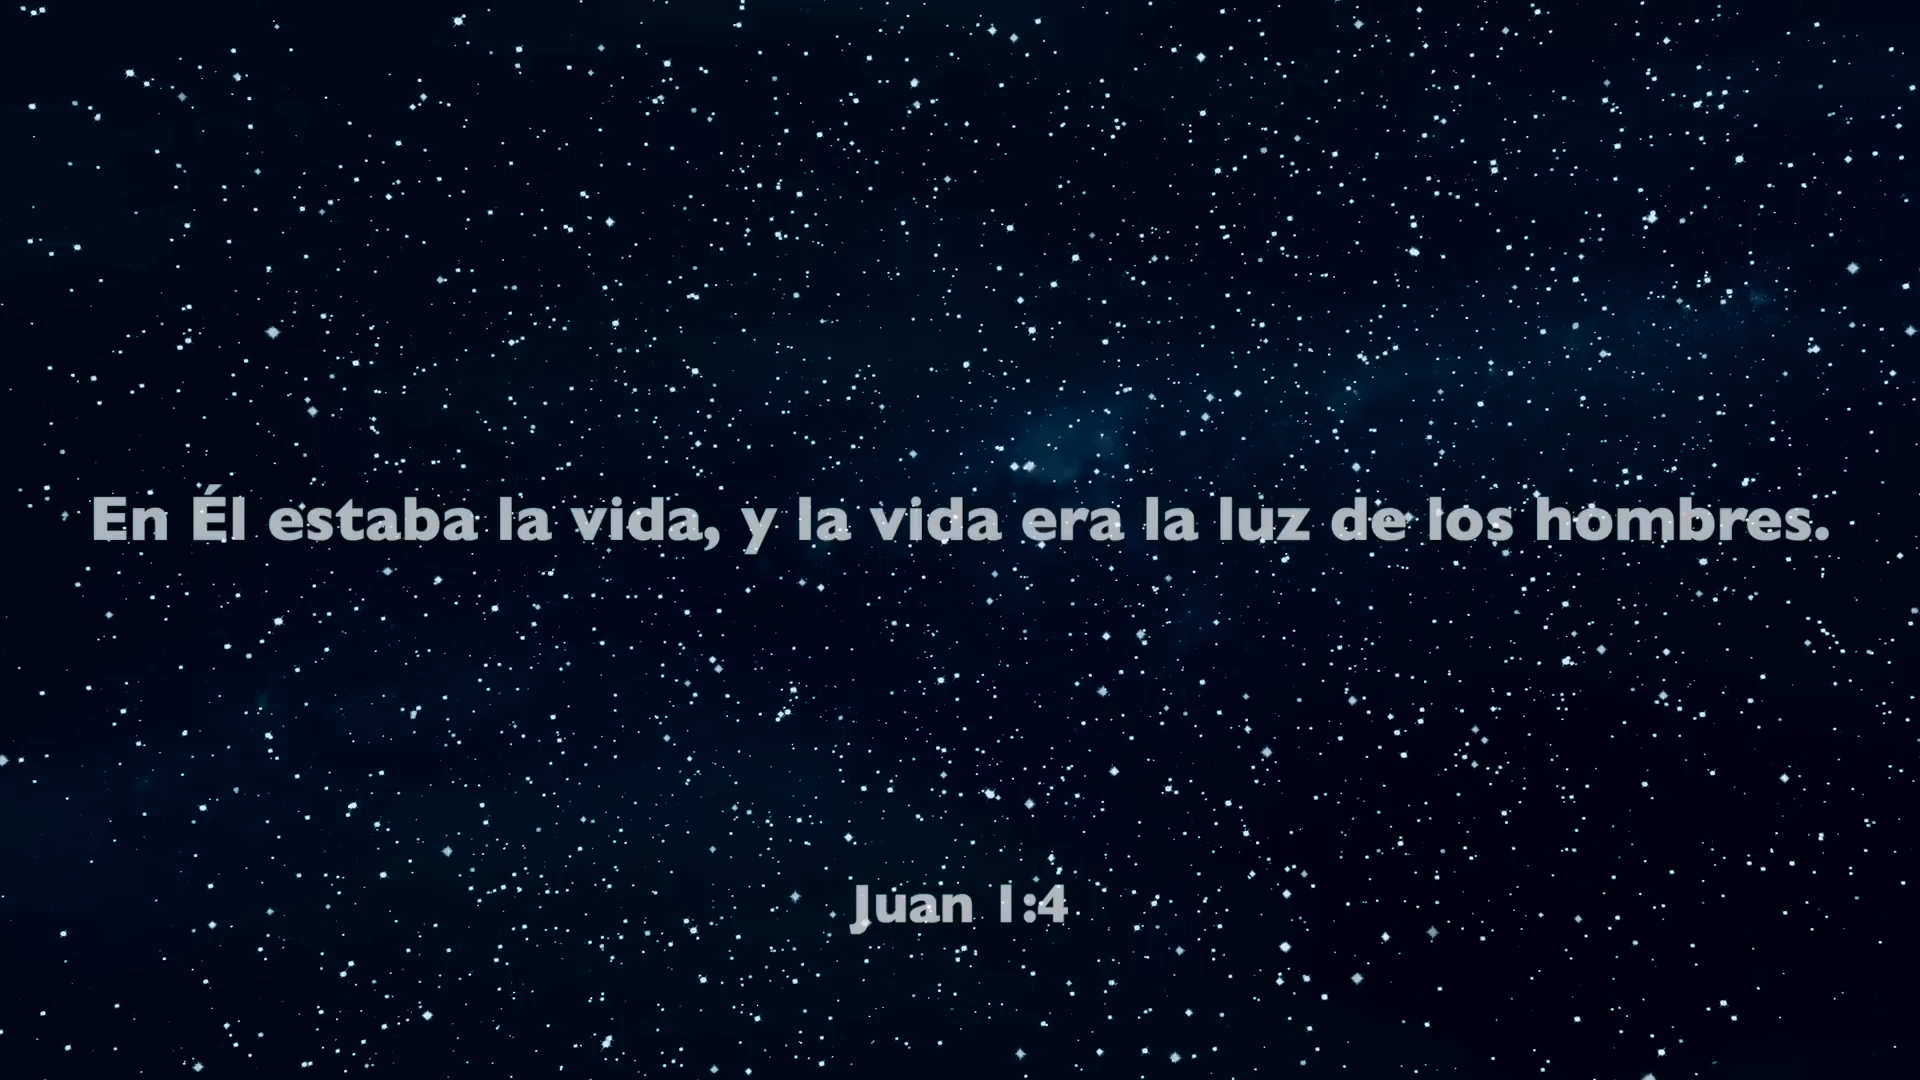 En Él estaba la vida, y la vida era la luz de los hombres.
Juan 1:4